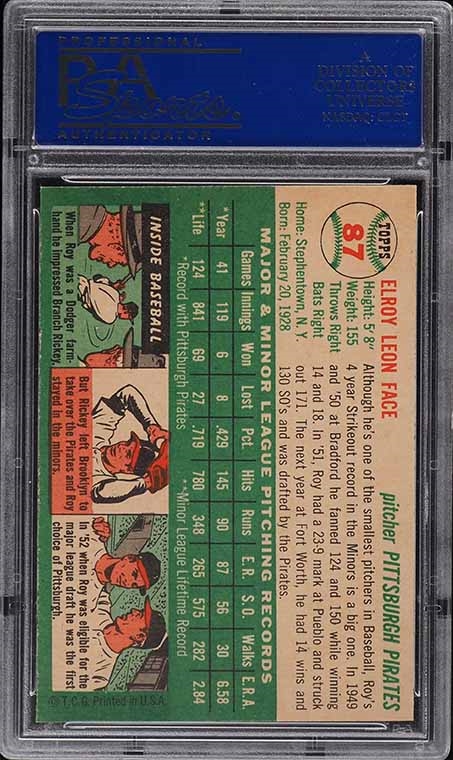 PROFESSIONAL
PSA
Sports.
AUTHENTICATOR
A
DIVISION OF
COLLECTORS
UNIVERSE
NASDAQ: CLCT
TOPPS
87
ELROY LEON FACE
pitcher PITTSBURGH PIRATES
Height: 5' 8"
Weight: 155
Throws Right
Bats Right
Home: Stephentown, N. Y.
Born: February 20, 1928
Although he's one of the smallest pitchers in Baseball, Roy's
4 year Strikeout record in the Minors is a big one. In 1949
and '50 at Bradford he fanned 124 and 150 while winning
14 and 18. In '51, Roy had a 23-9 mark at Pueblo and struck
out 171. The next year at Fort Worth, he had 14 wins and
130 SO's and was drafted by the Pirates.
MAJOR & MINOR LEAGUE PITCHING RECORDS
Games Innings Won Lost Pct. Hits Runs E.R. S.O. Walks E.R.A.
*Year 41 119 6 8 .429 145 90 87 56 30 6.58
**Life 124 841 69 27 .719 780 348 265 575 282 2.84
*Record with Pittsburgh Pirates. **Minor League Lifetime Record
INSIDE BASEBALL
When Roy was a Dodger farm-
hand he impressed Branch Rickey.
But Rickey left Brooklyn to
take over the Pirates and Roy
stayed in the minors.
In '52 when Roy was eligible for the
major league draft he was the first
choice of Pittsburgh.
© T.C.G. Printed in U.S.A.